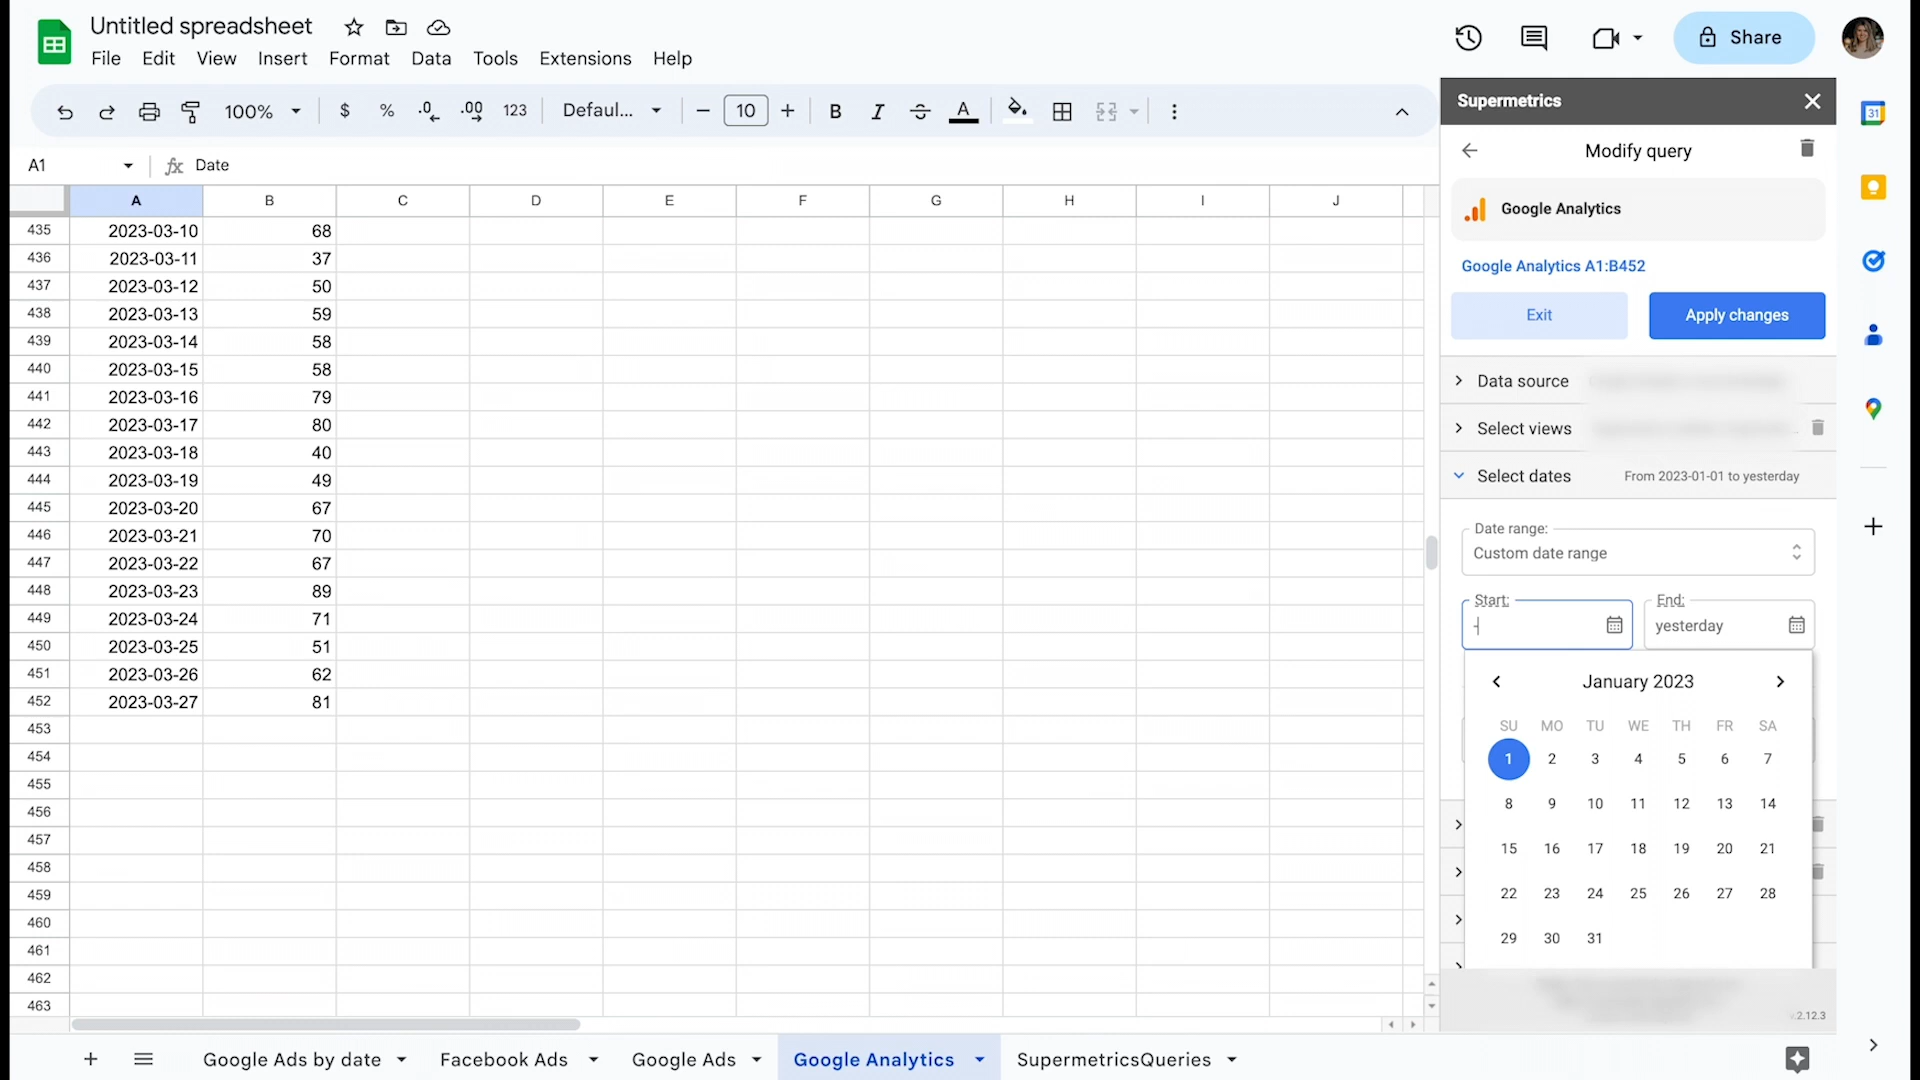 Untitled spreadsheet
File Edit View Insert Format Data Tools Extensions Help
Share
100% $ % .0 .00 123 Defaul... 10 B I S A
A1 fx Date
A B C D E F G H I J
435 2023-03-10 68
436 2023-03-11 37
437 2023-03-12 50
438 2023-03-13 59
439 2023-03-14 58
440 2023-03-15 58
441 2023-03-16 79
442 2023-03-17 80
443 2023-03-18 40
444 2023-03-19 49
445 2023-03-20 67
446 2023-03-21 70
447 2023-03-22 67
448 2023-03-23 89
449 2023-03-24 71
450 2023-03-25 51
451 2023-03-26 62
452 2023-03-27 81
453
454
455
456
457
458
459
460
461
462
463
Google Ads by date Facebook Ads Google Ads Google Analytics SupermetricsQueries
Supermetrics
Modify query
Google Analytics
Google Analytics A1:B452
Exit Apply changes
Data source
Select views
Select dates From 2023-01-01 to yesterday
Date range:
Custom date range
Start: End:
- yesterday
January 2023
SU MO TU WE TH FR SA
1 2 3 4 5 6 7
8 9 10 11 12 13 14
15 16 17 18 19 20 21
22 23 24 25 26 27 28
29 30 31
v.2.12.3
31